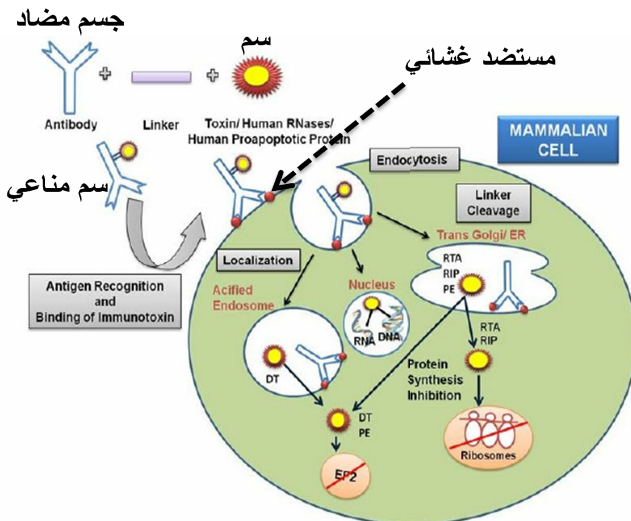 جسم مضاد
سم
مستضد غشائي
Antibody
Linker
Toxin/ Human RNases/
Human Proapoptotic Protein
MAMMALIAN
CELL
Endocytosis
سم مناعي
Linker
Cleavage
Trans Golgi/ ER
Localization
RTA
RIP
PE
Antigen Recognition
and
Binding of Immunotoxin
Acified
Endosome
Nucleus
RNA
DNA
RTA
RIP
DT
Protein
Synthesis
Inhibition
DT
PE
Ribosomes
EF2